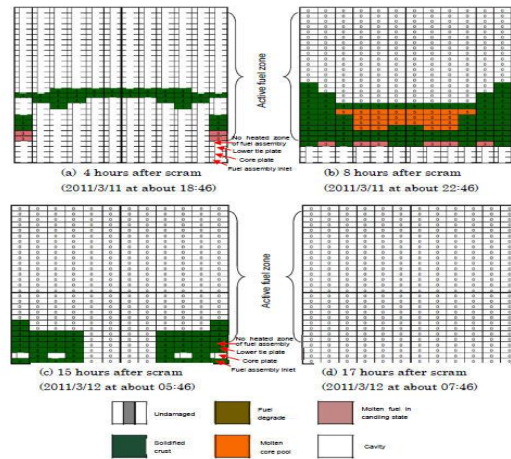 Active fuel zone
No heated zone
of fuel assembly
Lower tie plate
Core plate
Fuel assembly inlet
(a) 4 hours after scram
(2011/3/11 at about 18:46)
(b) 8 hours after scram
(2011/3/11 at about 22:46)
Active fuel zone
No heated zone
of fuel assembly
Lower tie plate
Core plate
Fuel assembly inlet
(c) 15 hours after scram
(2011/3/12 at about 05:46)
(d) 17 hours after scram
(2011/3/12 at about 07:46)
Undamaged
Fuel
degrade
Molten fuel in
candling state
Solidified
crust
Molten
core pool
Cavity